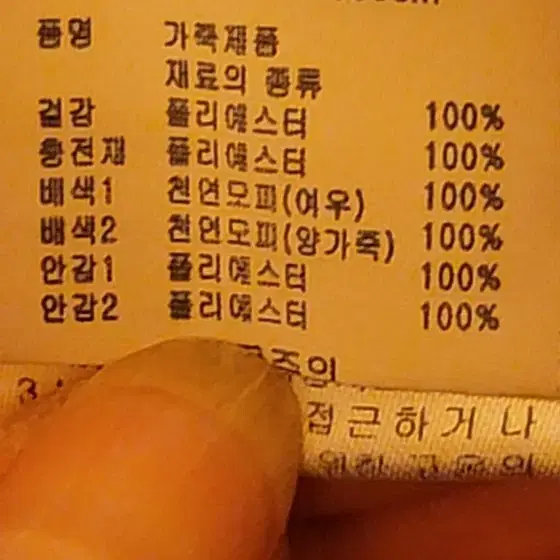 품명 가죽제품
재료의 종류
겉감 폴리에스터 100%
충전재 폴리에스터 100%
배색1 천연모피(여우) 100%
배색2 천연모피(양가죽) 100%
안감1 폴리에스터 100%
안감2 폴리에스터 100%
주의
3.
접근하거나